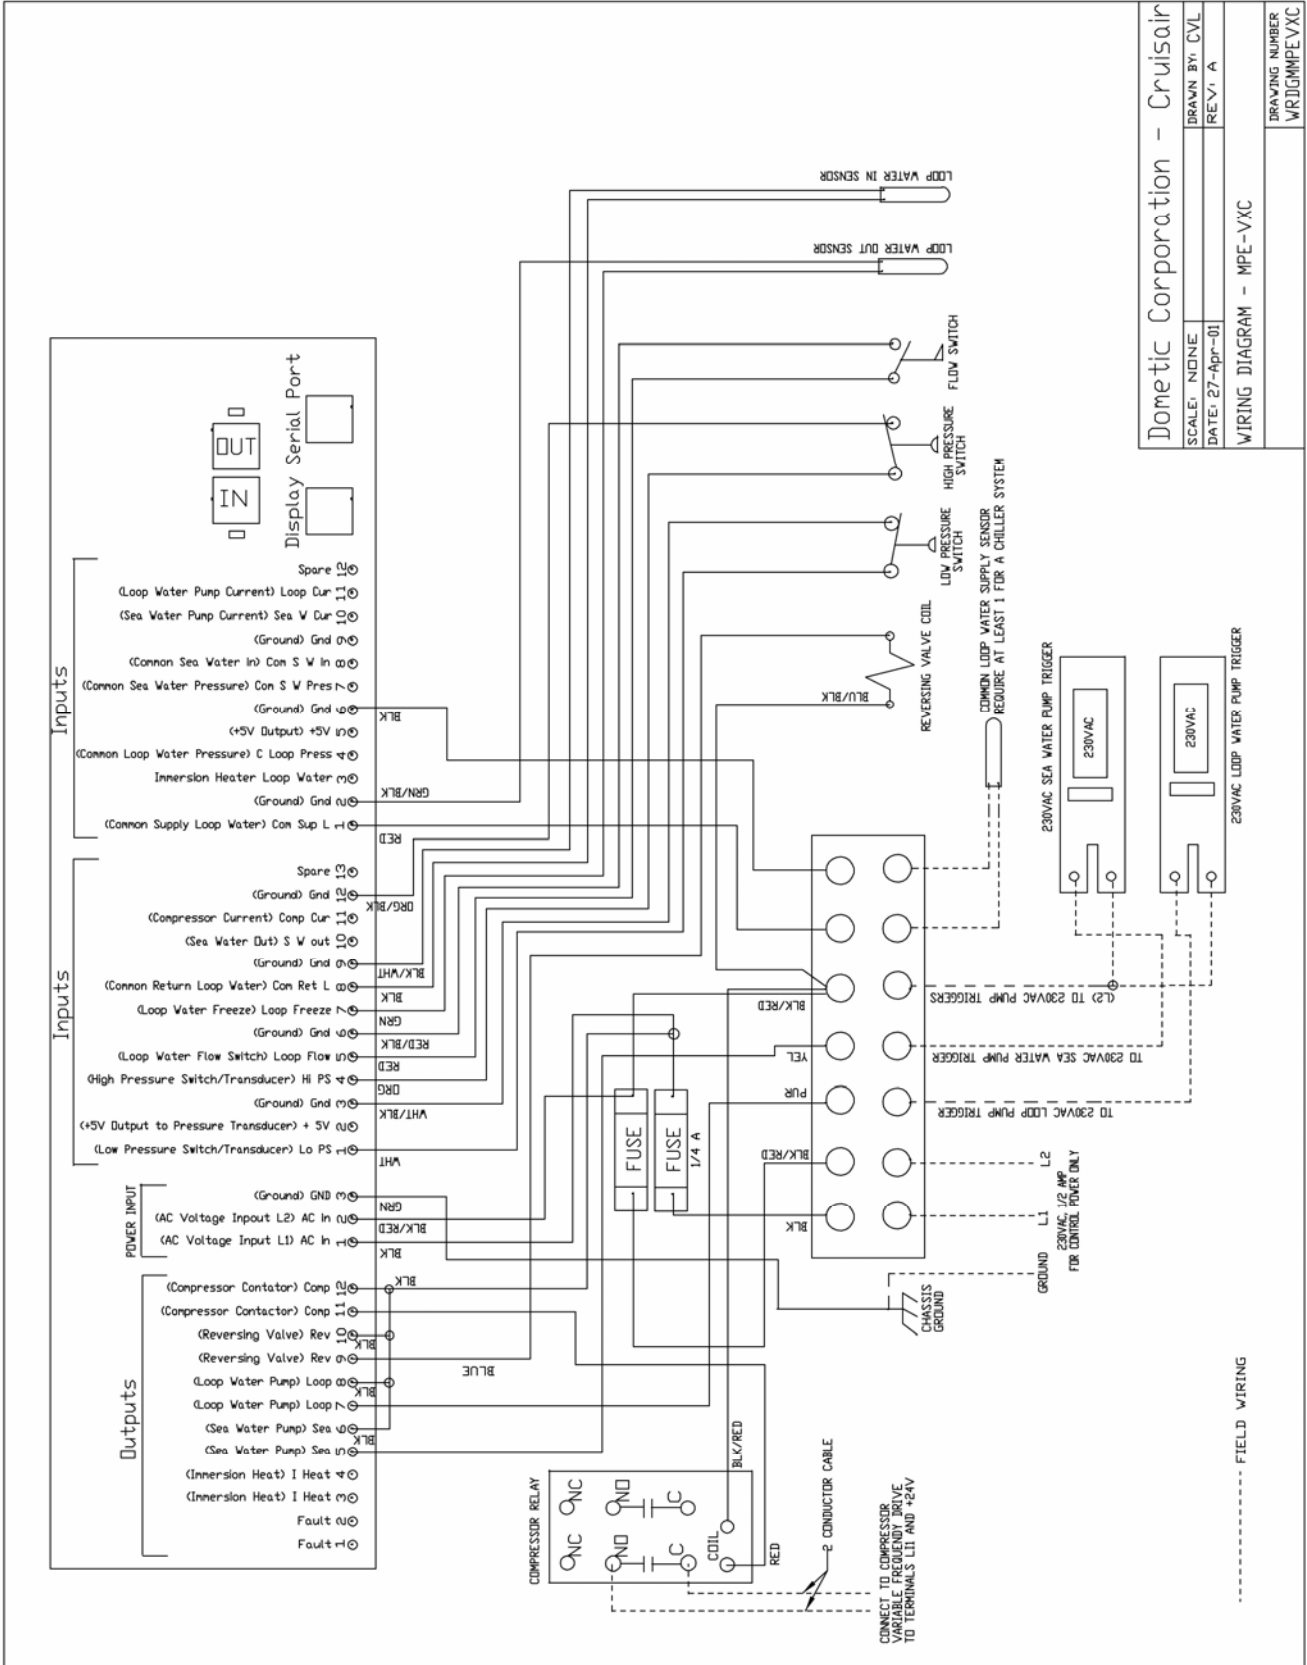 Inputs
Spare 12
(Loop Water Pump Current) Loop Cur 11
(Sea Water Pump Current) Sea W Cur 10
(Ground) Gnd 9
(Common Sea Water In) Com S W In 8
(Common Sea Water Pressure) Com S W Pres 7
(Ground) Gnd 6
BLK
(+5V Output) +5V 5
(Common Loop Water Pressure) C Loop Press 4
Immersion Heater Loop Water 3
(Ground) Gnd 2
GRN/BLK
(Common Supply Loop Water) Com Sup L 1
RED
OUT
IN
Display Serial Port
Inputs
Spare 13
(Ground) Gnd 12
ORG/BLK
(Compressor Current) Comp Cur 11
(Sea Water Out) S W out 10
(Ground) Gnd 9
BLK/WHT
(Common Return Loop Water) Com Ret L 8
BLK
(Loop Water Freeze) Loop Freeze 7
GRN
(Ground) Gnd 6
RED/BLK
(Loop Water Flow Switch) Loop Flow 5
RED
(High Pressure Switch/Transducer) Hi PS 4
ORG
(Ground) Gnd 3
WHT/BLK
(+5V Output to Pressure Transducer) + 5V 2
(Low Pressure Switch/Transducer) Lo PS 1
WHT
POWER INPUT
(Ground) GND 3
GRN
(AC Voltage Inpout L2) AC In 2
BLK/RED
(AC Voltage Input L1) AC In 1
BLK
Outputs
(Compressor Contator) Comp 12
BLK
(Compressor Contactor) Comp 11
(Reversing Valve) Rev 10
BLK
(Reversing Valve) Rev 9
BLUE
(Loop Water Pump) Loop 8
BLK
(Loop Water Pump) Loop 7
(Sea Water Pump) Sea 6
BLK
(Sea Water Pump) Sea 5
(Immersion Heat) I Heat 4
(Immersion Heat) I Heat 3
Fault 2
Fault 1
LOOP WATER IN SENSOR
LOOP WATER OUT SENSOR
FLOW SWITCH
HIGH PRESSURE
SWITCH
LOW PRESSURE
SWITCH
REVERSING VALVE COIL
BLU/BLK
COMMON LOOP WATER SUPPLY SENSOR
REQUIRE AT LEAST 1 FOR A CHILLER SYSTEM
230VAC SEA WATER PUMP TRIGGER
230VAC
230VAC LOOP WATER PUMP TRIGGER
230VAC
BLK/RED
YEL
PUR
BLK/RED
BLK
(L2) TO 230VAC PUMP TRIGGERS
TO 230VAC SEA WATER PUMP TRIGGER
TO 230VAC LOOP PUMP TRIGGER
L2
L1
230VAC, 1/2 AMP
FOR CONTROL POWER ONLY
GROUND
CHASSIS
GROUND
FUSE
FUSE
1/4 A
COMPRESSOR RELAY
NC
NO
C
NC
NO
C
COIL
BLK/RED
RED
2 CONDUCTOR CABLE
CONNECT TO COMPRESSOR
VARIABLE FREQUENDY DRIVE
TO TERMINALS LI1 AND +24V
FIELD WIRING
Dometic Corporation - Cruisair
SCALE: NONE
DRAWN BY: CVL
DATE: 27-Apr-01
REV: A
WIRING DIAGRAM - MPE-VXC
DRAWING NUMBER
WRDGMMPEVXC